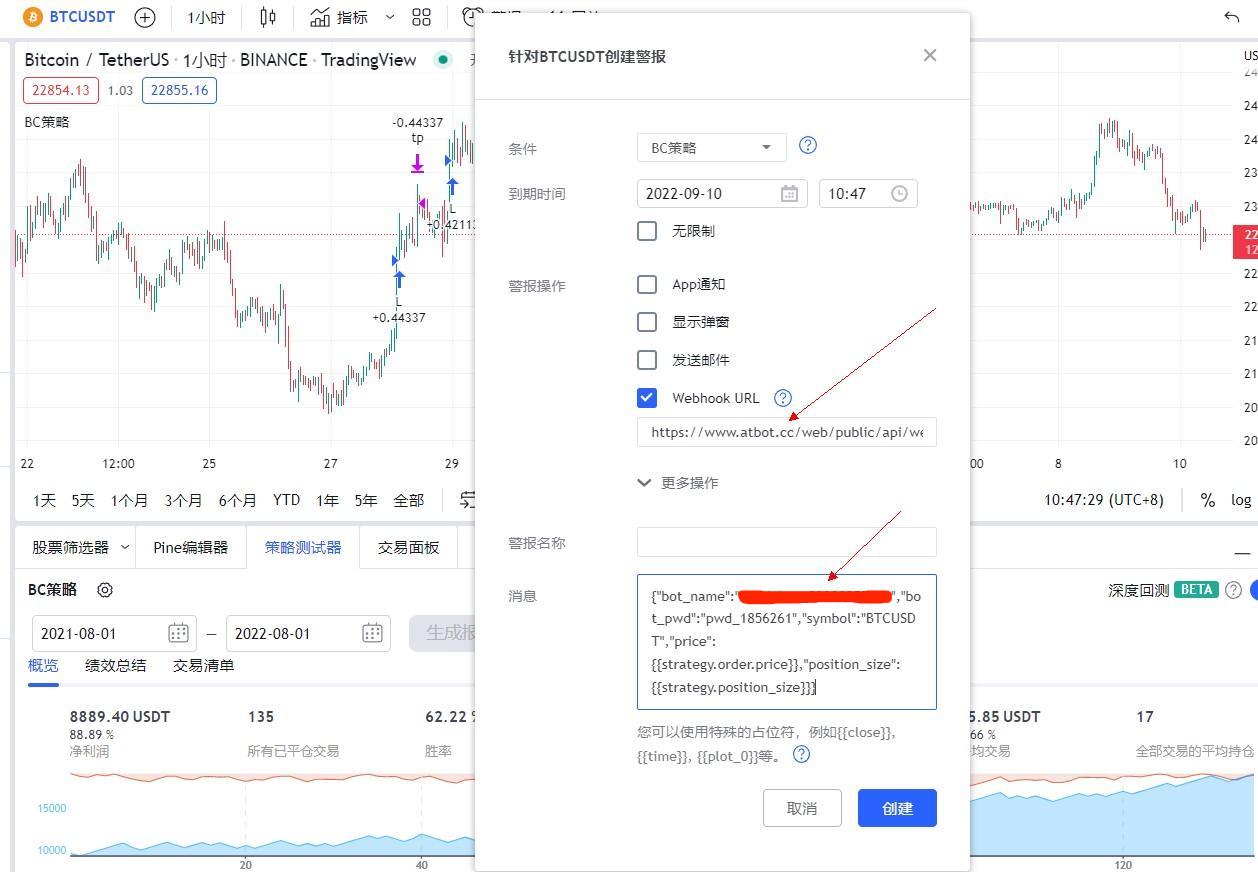 BTCUSDT
1小时
指标
Bitcoin / TetherUS · 1小时 · BINANCE · TradingView
22854.13 1.03 22855.16
BC策略
-0.44337
tp
L
+0.42113
L
+0.44337
22 12:00 25 27 29
8 10
1天 5天 1个月 3个月 6个月 YTD 1年 5年 全部
10:47:29 (UTC+8) % log
股票筛选器 Pine编辑器 策略测试器 交易面板
BC策略
深度回测 BETA
2021-08-01 — 2022-08-01
概览 绩效总结 交易清单
8889.40 USDT 135 62.22
88.89 %
净利润 所有已平仓交易 胜率
5.85 USDT 17
66 %
全部交易的平均持仓
15000
10000
20 40 120
针对BTCUSDT创建警报
条件 BC策略
到期时间 2022-09-10 10:47
无限制
警报操作 App通知
显示弹窗
发送邮件
Webhook URL
https://www.atbot.cc/web/public/api/we
更多操作
警报名称
消息
{"bot_name":" ","bo
t_pwd":"pwd_1856261","symbol":"BTCUSD
T","price":
{{strategy.order.price}},"position_size":
{{strategy.position_size}}}
您可以使用特殊的占位符，例如{{close}},
{{time}}, {{plot_0}}等。
取消 创建